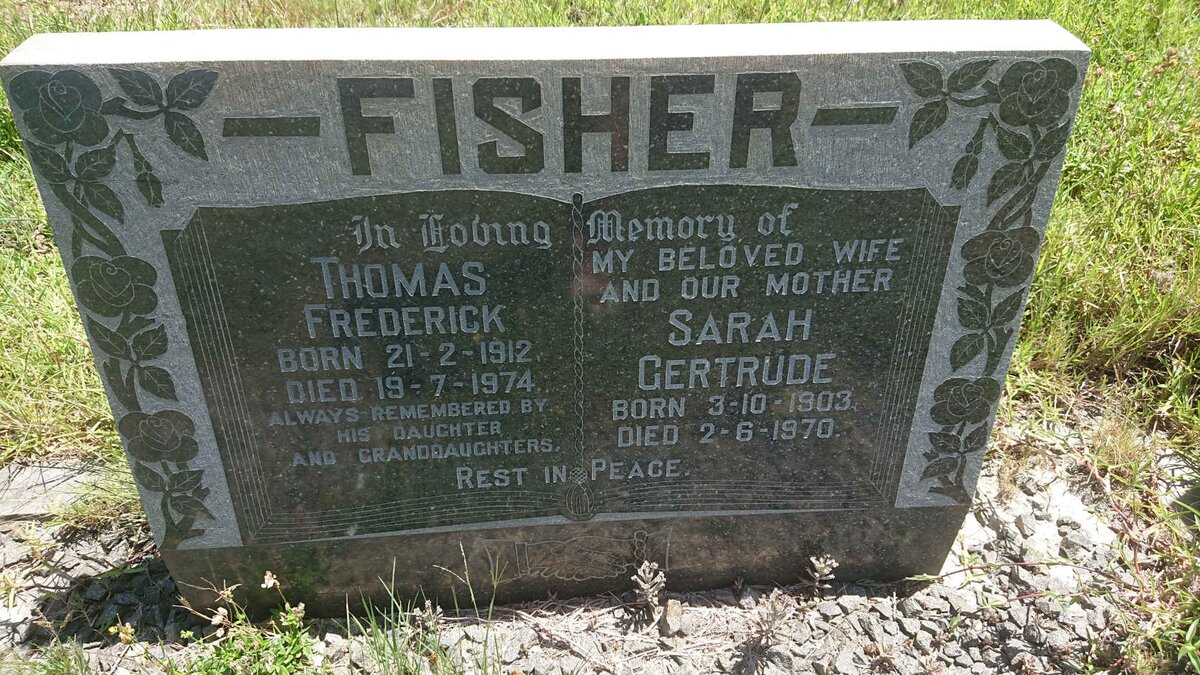 FISHER
In Loving Memory of
THOMAS
FREDERICK
BORN 21-2-1912.
DIED 19-7-1974.
ALWAYS REMEMBERED BY
HIS DAUGHTER
AND GRANDDAUGHTERS.
MY BELOVED WIFE
AND OUR MOTHER
SARAH
GERTRUDE
BORN 3-10-1903.
DIED 2-6-1970.
REST IN PEACE.